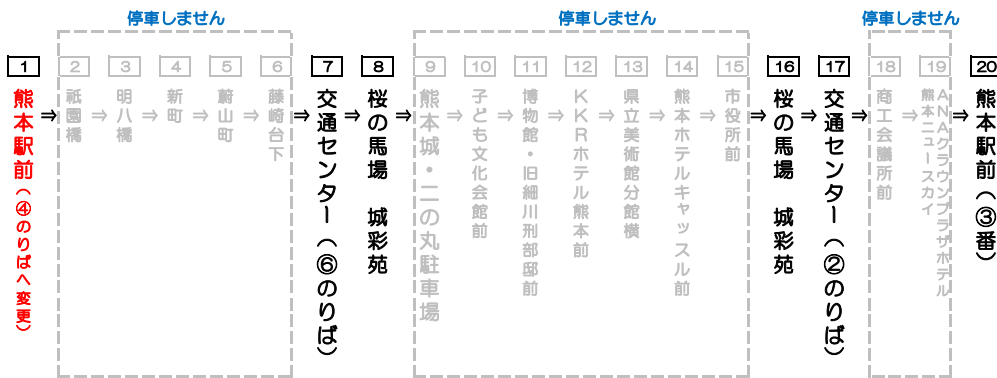 停車しません
停車しません
停車しません
1
熊本駅前(④のりばへ変更)
⇒
2
祇園橋
⇒
3
明八橋
⇒
4
新町
⇒
5
蔚山町
⇒
6
藤崎台下
⇒
7
交通センター(⑥のりば)
⇒
8
桜の馬場 城彩苑
⇒
9
熊本城・二の丸駐車場
⇒
10
子ども文化会館前
⇒
11
博物館・旧細川刑部邸前
⇒
12
KKRホテル熊本前
⇒
13
県立美術館分館横
⇒
14
熊本ホテルキャッスル前
⇒
15
市役所前
⇒
16
桜の馬場 城彩苑
⇒
17
交通センター(②のりば)
⇒
18
商工会議所前
⇒
19
ANAクラウンプラザホテル
熊本ニュースカイ
⇒
20
熊本駅前(③番)